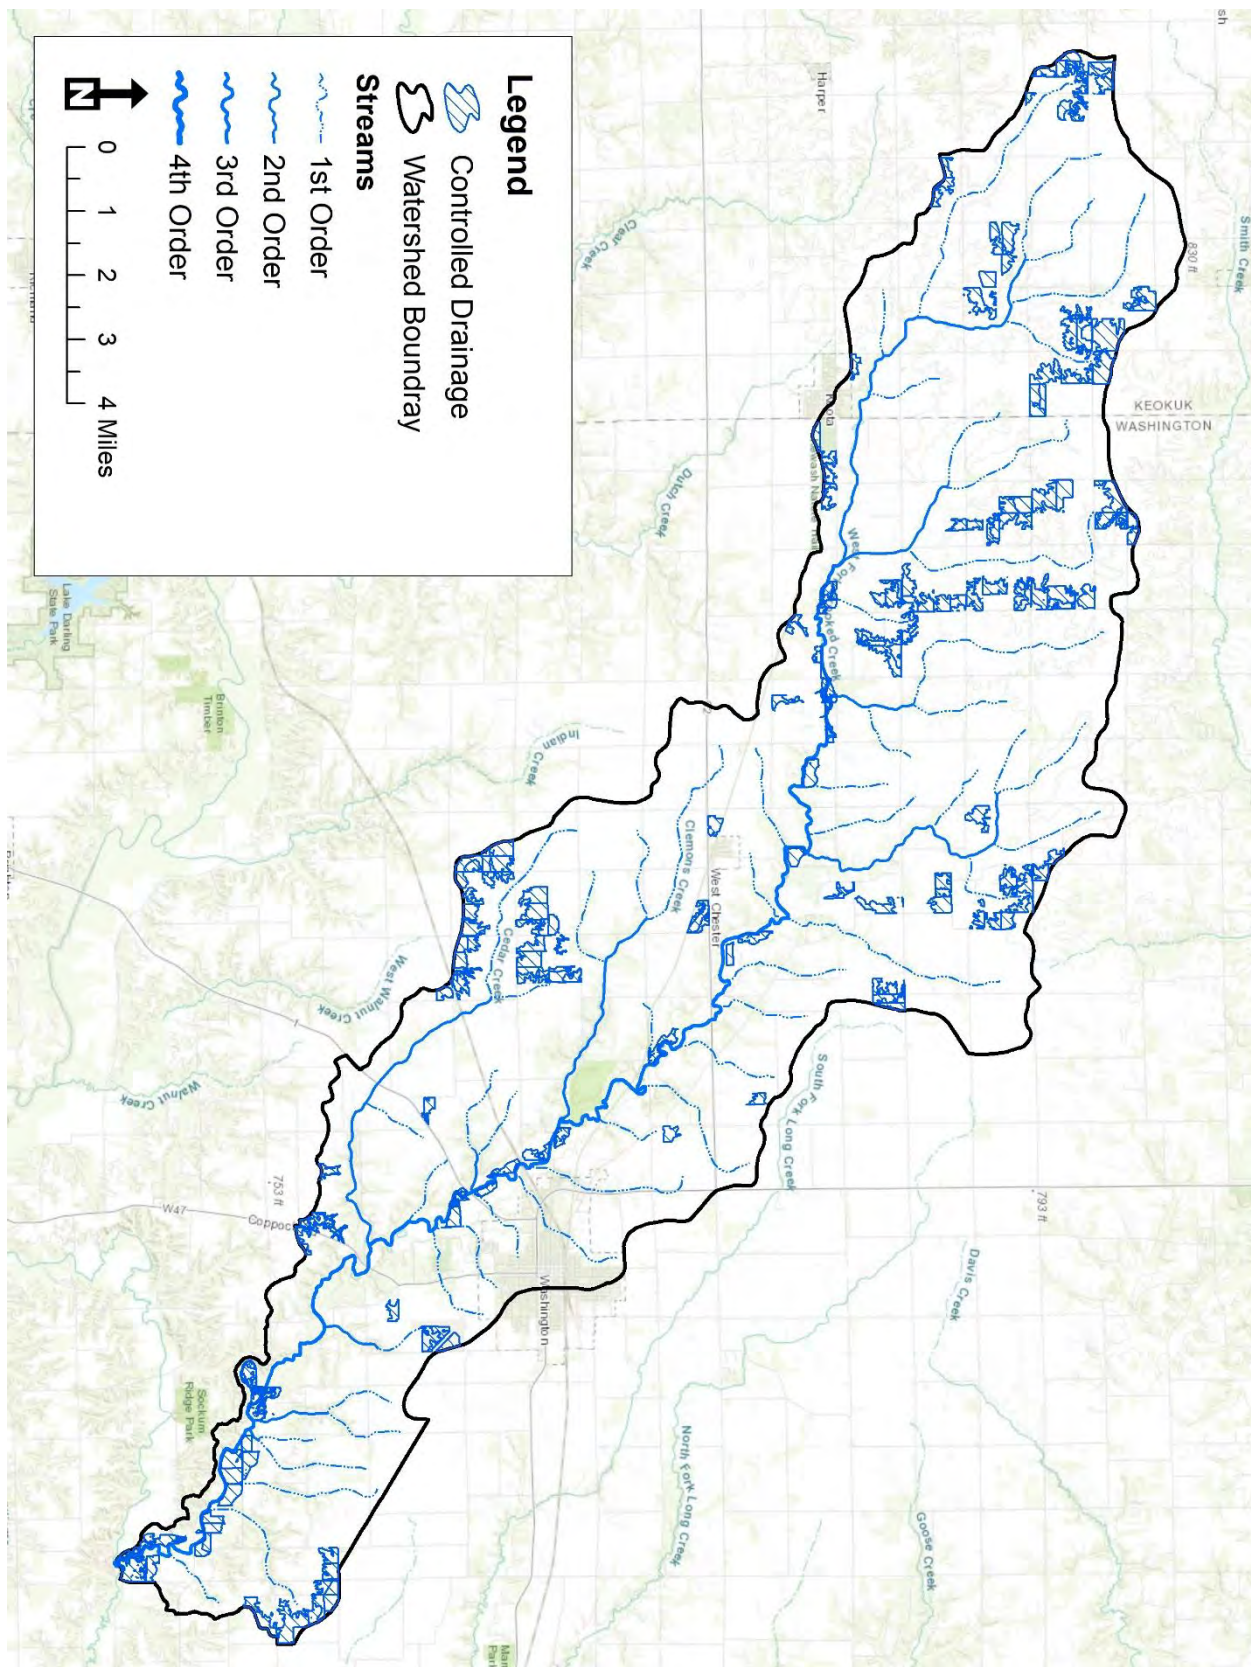 Legend
Controlled Drainage
Watershed Boundray
Streams
1st Order
2nd Order
3rd Order
4th Order
N
0 1 2 3 4 Miles
sh
Harper
Smith Creek
830 ft
Clear Creek
KEOKUK
WASHINGTON
Dutch Creek
Lake Darling
State Park
Brinton
Timber
Indian
Creek
Clemons Creek
West Chester
Cedar Creek
West Walnut Creek
Walnut Creek
South Fork Long Creek
753 ft
W47
793 ft
Davis Creek
Washington
Sockum
Ridge Park
North Fork Long Creek
Goose Creek